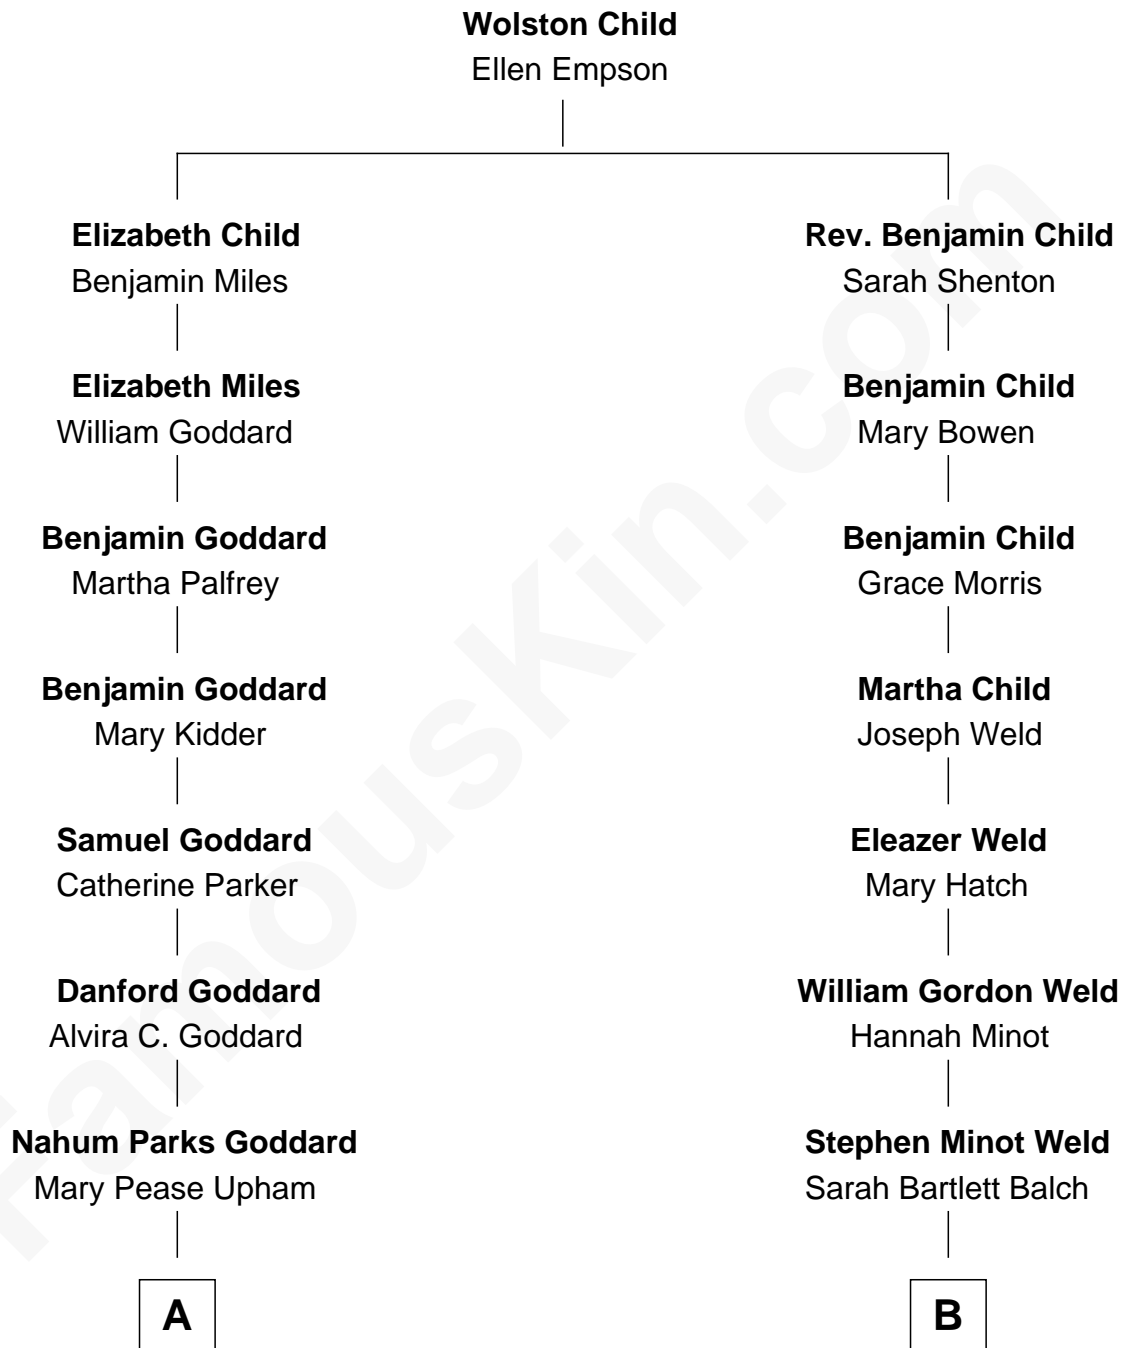 Wolston Child
Ellen Empson
Elizabeth Child
Benjamin Miles
Rev. Benjamin Child
Sarah Shenton
Elizabeth Miles
William Goddard
Benjamin Child
Mary Bowen
Benjamin Goddard
Martha Palfrey
Benjamin Child
Grace Morris
Benjamin Goddard
Mary Kidder
Martha Child
Joseph Weld
Samuel Goddard
Catherine Parker
Eleazer Weld
Mary Hatch
Danford Goddard
Alvira C. Goddard
William Gordon Weld
Hannah Minot
Nahum Parks Goddard
Mary Pease Upham
Stephen Minot Weld
Sarah Bartlett Balch
A
B
FamousKin.com